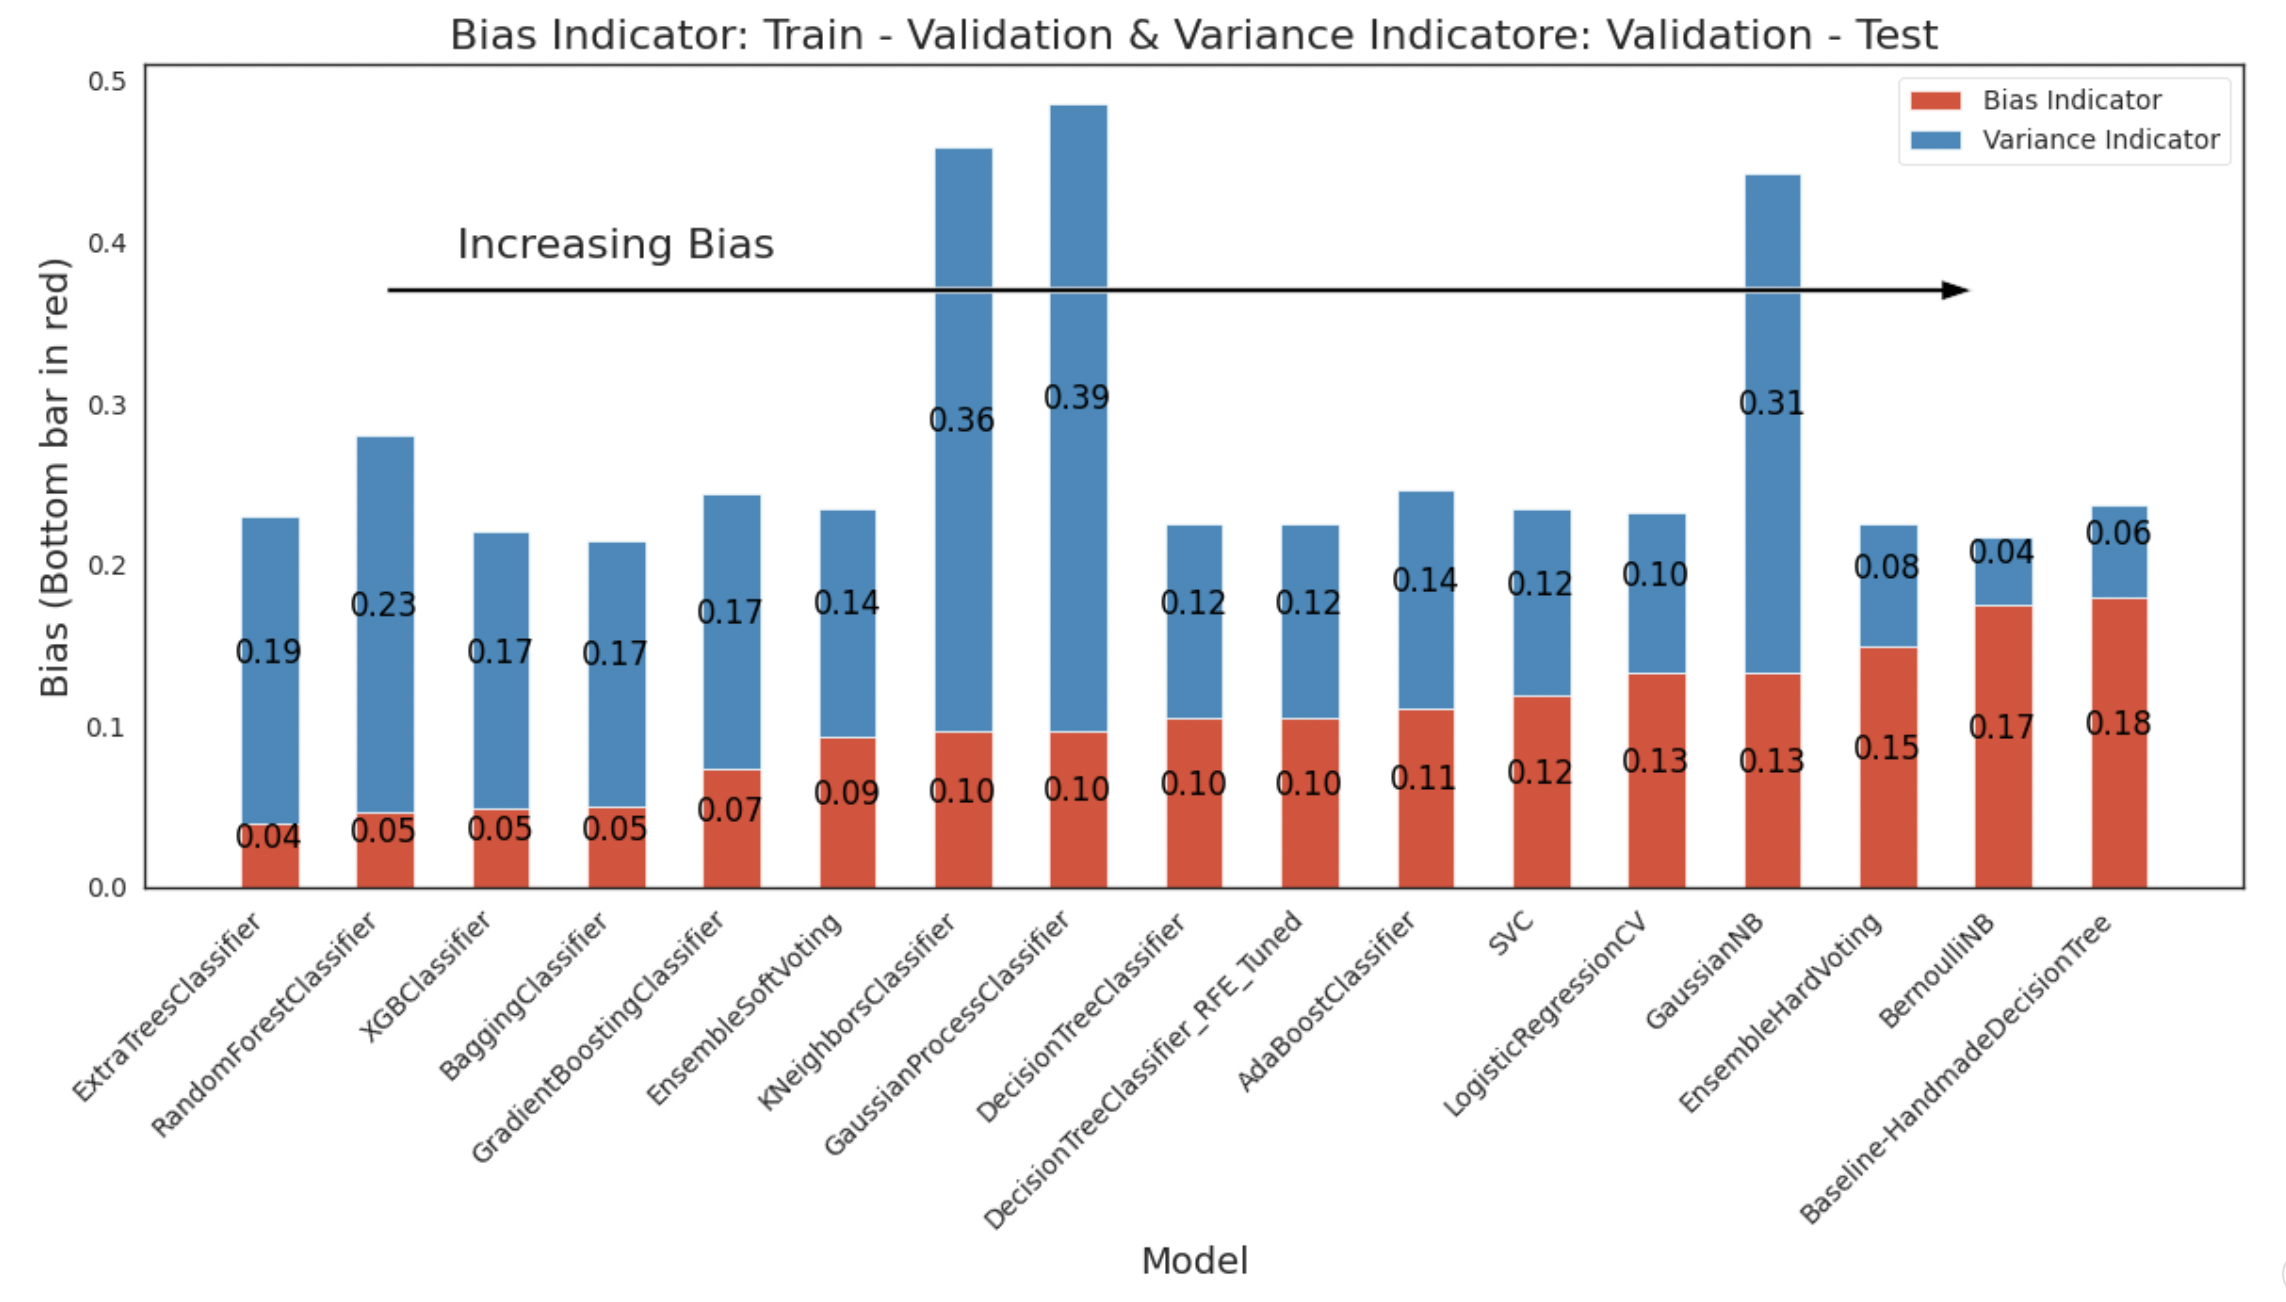 Bias Indicator: Train - Validation & Variance Indicatore: Validation - Test
Bias Indicator
Variance Indicator
Increasing Bias
Bias (Bottom bar in red)
0.5
0.4
0.3
0.2
0.1
0.0
0.19
0.23
0.17
0.17
0.17
0.14
0.36
0.39
0.12
0.12
0.14
0.12
0.10
0.31
0.08
0.04
0.06
0.04
0.05
0.05
0.05
0.07
0.09
0.10
0.10
0.10
0.10
0.11
0.12
0.13
0.13
0.15
0.17
0.18
ExtraTreesClassifier
RandomForestClassifier
XGBClassifier
BaggingClassifier
GradientBoostingClassifier
EnsembleSoftVoting
KNeighborsClassifier
GaussianProcessClassifier
DecisionTreeClassifier
DecisionTreeClassifier_RFE_Tuned
AdaBoostClassifier
SVC
LogisticRegressionCV
GaussianNB
EnsembleHardVoting
BernoulliNB
Baseline-HandmadeDecisionTree
Model